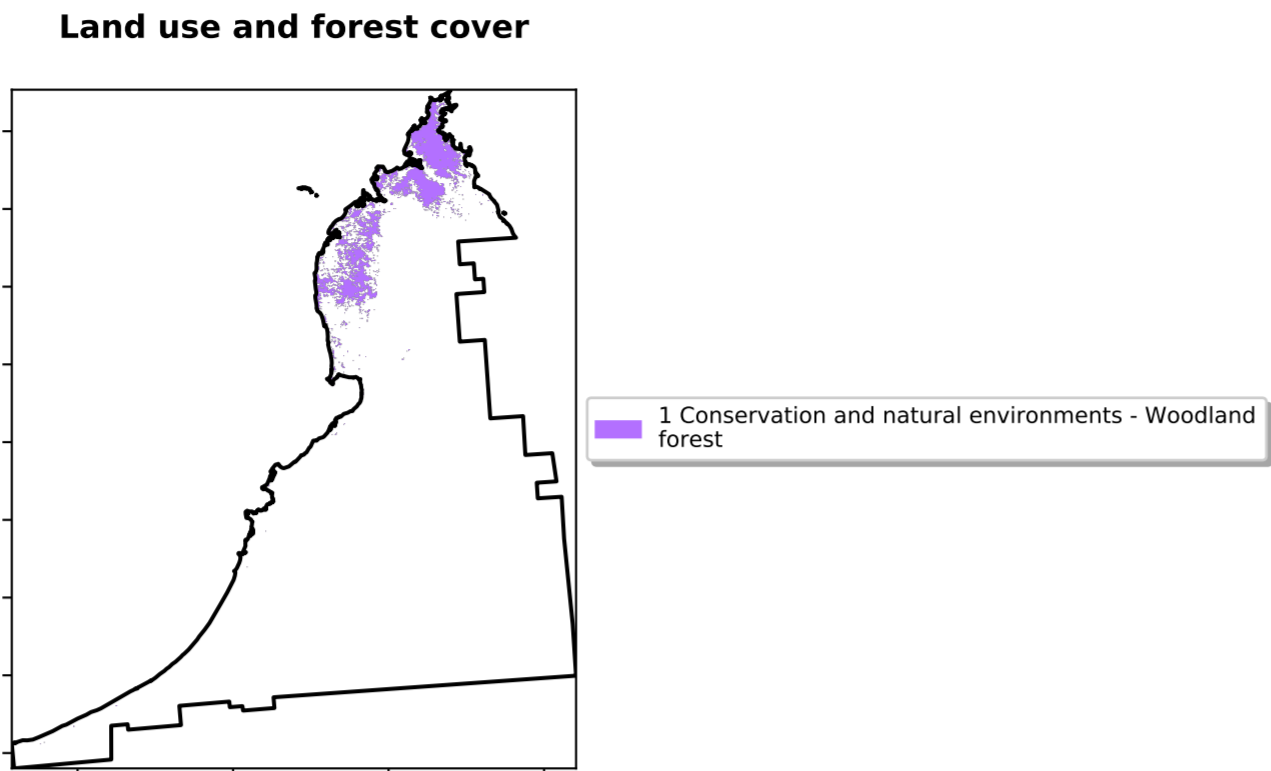 Land use and forest cover
1 Conservation and natural environments - Woodland
forest